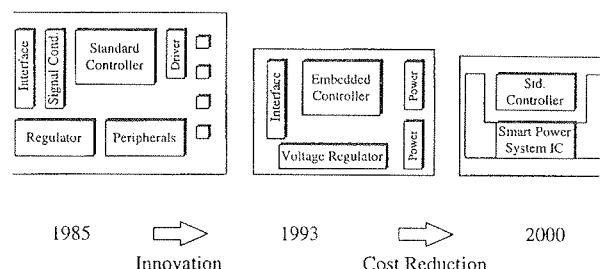 Interface
Signal Cond.
Standard
Controller
Driver
Regulator
Peripherals
Interface
Embedded
Controller
Power
Power
Voltage Regulator
Std.
Controller
Smart Power
System IC
1985
1993
2000
Innovation
Cost Reduction